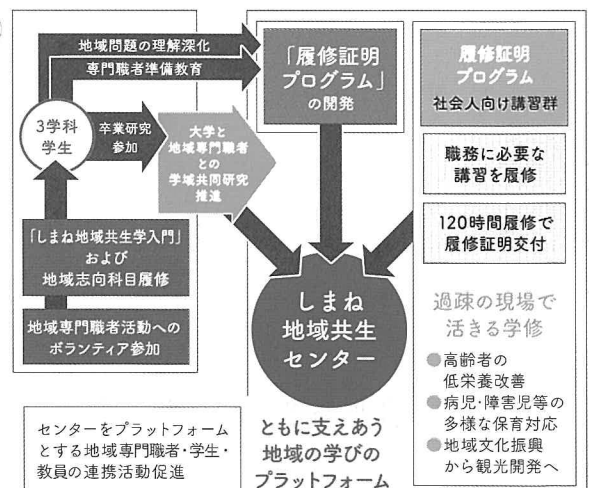 地域問題の理解深化
専門職者準備教育
3学科
学生
卒業研究
参加
大学と
地域専門職者
との
学域共同研究
推進
「しまね地域共生学入門」
および
地域志向科目履修
地域専門職者活動への
ボランティア参加
センターをプラットフォーム
とする地域専門職者・学生・
教員の連携活動促進
「履修証明
プログラム」
の開発
しまね
地域共生
センター
ともに支えあう
地域の学びの
プラットフォーム
履修証明
プログラム
社会人向け講習群
職務に必要な
講習を履修
120時間履修で
履修証明交付
過疎の現場で
活きる学修
●高齢者の
低栄養改善
●病児・障害児等の
多様な保育対応
●地域文化振興
から観光開発へ